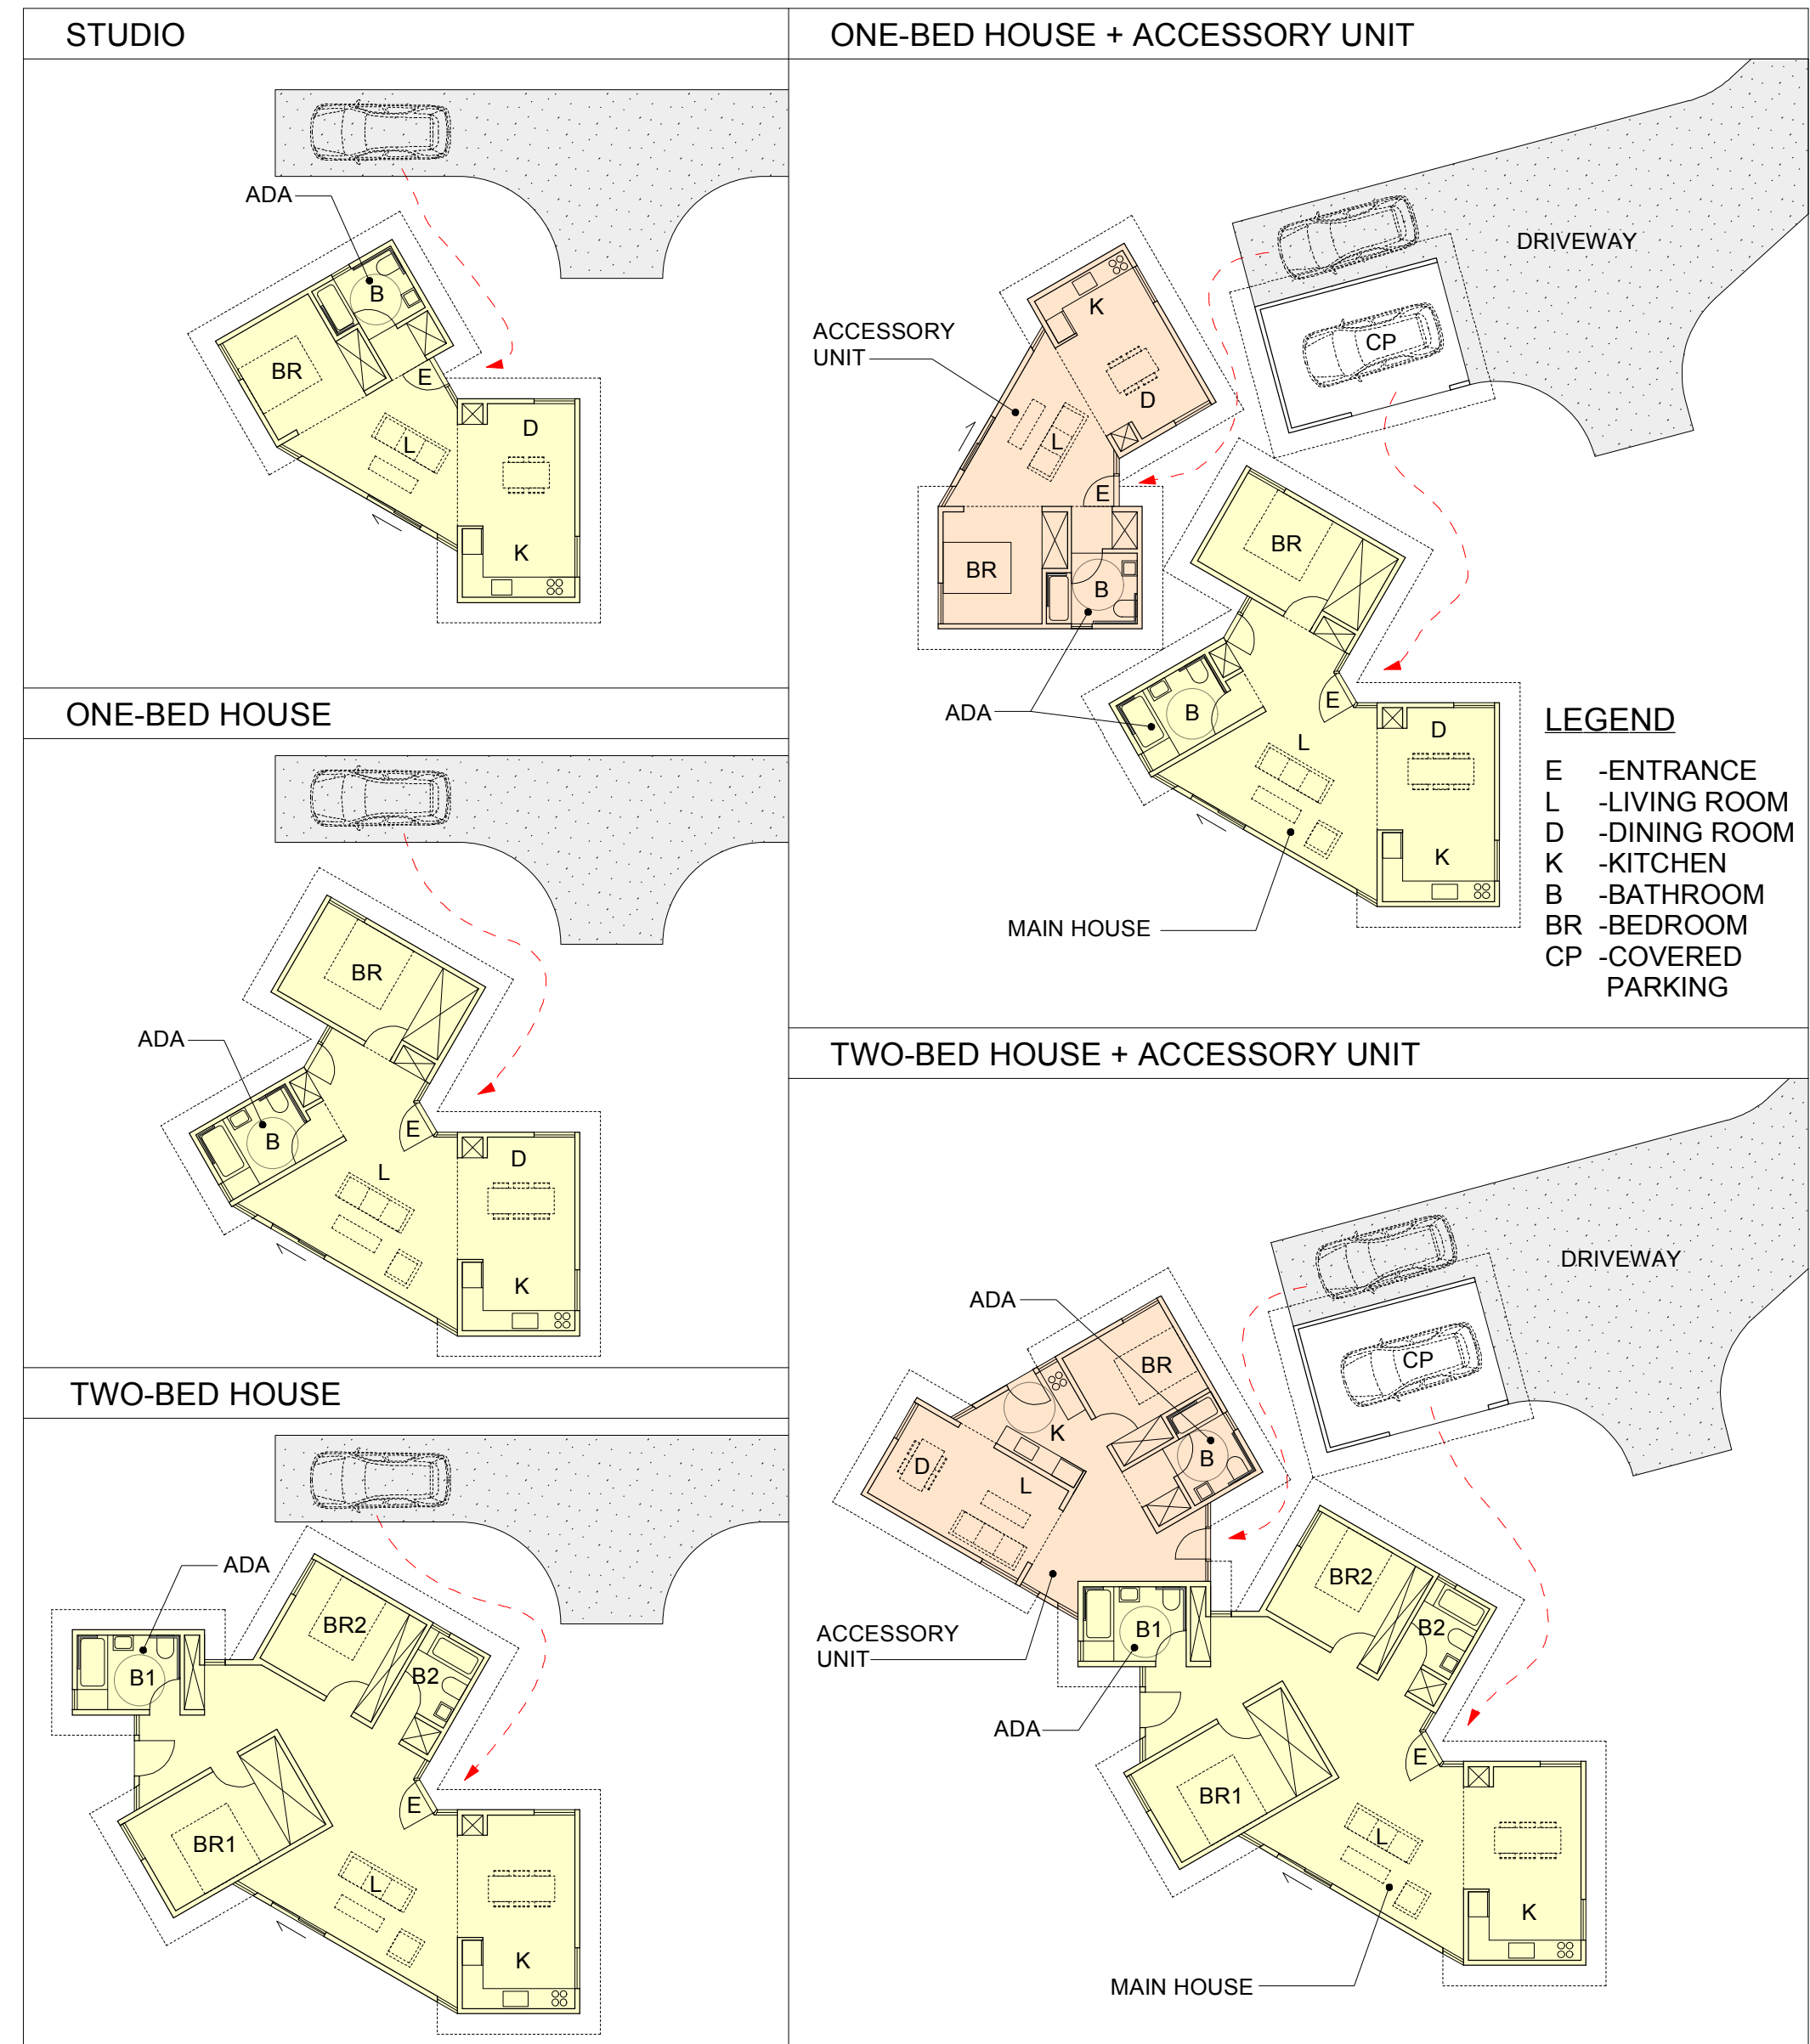 STUDIO
ADA
B
BR
E
L
D
K
ONE-BED HOUSE
BR
ADA
B
E
L
D
K
TWO-BED HOUSE
ADA
BR2
B1
B2
E
BR1
L
K
ONE-BED HOUSE + ACCESSORY UNIT
DRIVEWAY
K
ACCESSORY
UNIT
CP
D
L
E
BR
BR
B
ADA
B
E
L
D
K
MAIN HOUSE
LEGEND
E -ENTRANCE
L -LIVING ROOM
D -DINING ROOM
K -KITCHEN
B -BATHROOM
BR -BEDROOM
CP -COVERED
PARKING
TWO-BED HOUSE + ACCESSORY UNIT
DRIVEWAY
ADA
BR
CP
K
D
B
L
BR2
ACCESSORY
UNIT
B1
B2
ADA
E
BR1
L
K
MAIN HOUSE